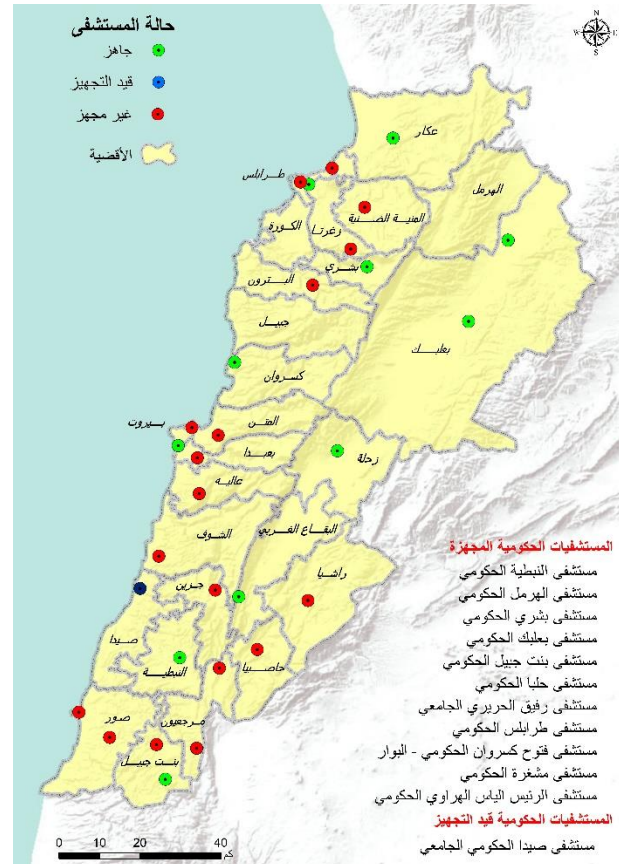 حالة المستشفى
جاهز
قيد التجهيز
غير مجهز
الأقضية
N
W E
S
عكار
طرابلس
الهرمل
المنية الضنية
زغرتا
الكورة
بشري
البترون
جبيل
بعلبك
كسروان
المتن
بيروت
بعبدا
زحلة
عاليه
الشوف
البقاع الغربي
راشيا
جزين
صيدا
حاصبيا
النبطية
مرجعيون
صور
بنت جبيل
المستشفيات الحكومية المجهزة
مستشفى النبطية الحكومي
مستشفى الهرمل الحكومي
مستشفى بشري الحكومي
مستشفى بعلبك الحكومي
مستشفى بنت جبيل الحكومي
مستشفى حلبا الحكومي
مستشفى رفيق الحريري الجامعي
مستشفى طرابلس الحكومي
مستشفى فتوح كسروان الحكومي - البوار
مستشفى مشغرة الحكومي
مستشفى الرئيس الياس الهراوي الحكومي
المستشفيات الحكومية قيد التجهيز
مستشفى صيدا الحكومي الجامعي
0 10 20 40
كم